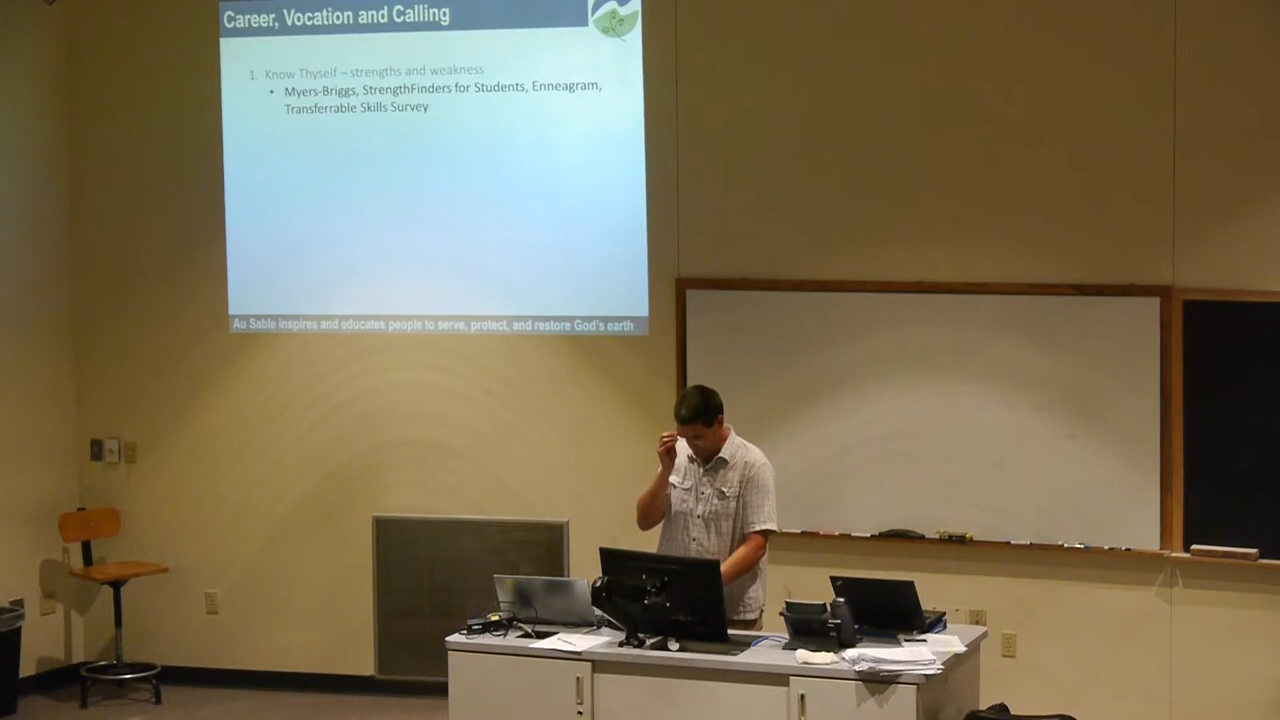 Career, Vocation and Calling
1. Know Thyself – strengths and weakness
• Myers-Briggs, StrengthFinders for Students, Enneagram,
Transferrable Skills Survey
Au Sable inspires and educates people to serve, protect, and restore God's earth